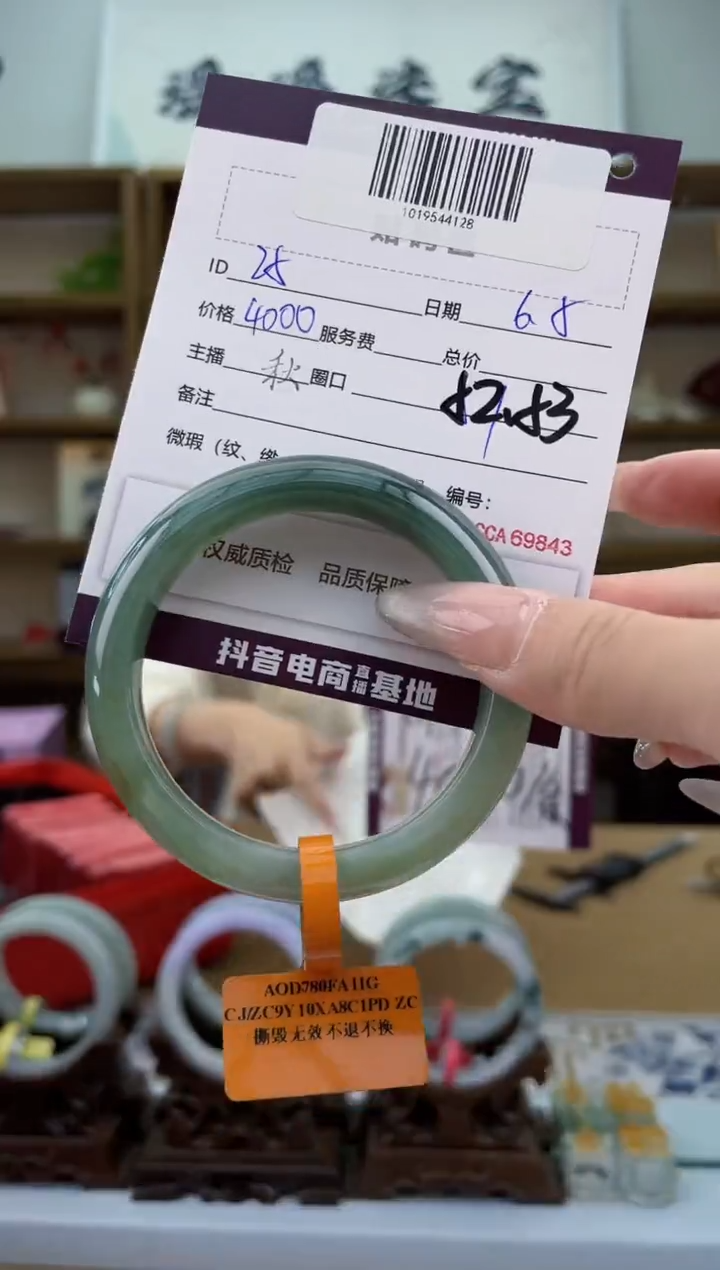 1019544128
ID 28 日期 6.8
价格 4000 服务费 总价
主播 秋 圈口
备注
微瑕（纹、
编号：
CCA 69843
权威质检 品质保障
抖音电商直播基地
AOD780FA11G
CJ/ZC9Y10XA8C1PD ZC
撕毁无效 不退不换